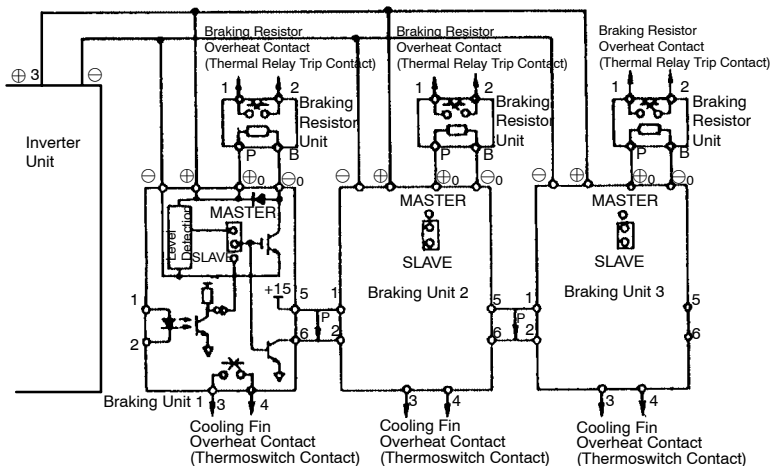 Braking Resistor
Overheat Contact
(Thermal Relay Trip Contact)
Braking Resistor
Overheat Contact
(Thermal Relay Trip Contact)
Braking Resistor
Overheat Contact
(Thermal Relay Trip Contact)
⊕ 3 ⊖
Inverter
Unit
1 2
Braking
Resistor
Unit
P B
1 2
Braking
Resistor
Unit
P B
1 2
Braking
Resistor
Unit
P B
⊖ ⊕ ⊕0 ⊖0
⊖ ⊕ ⊕0 ⊖0
⊖ ⊕ ⊕0 ⊖0
Level
Detection
MASTER
SLAVE
+15
1
2
5
6
3 4
Braking Unit 1
P
MASTER
SLAVE
Braking Unit 2
1
2
5
6
3 4
P
MASTER
SLAVE
Braking Unit 3
1
2
5
6
3 4
Cooling Fin
Overheat Contact
(Thermoswitch Contact)
Cooling Fin
Overheat Contact
(Thermoswitch Contact)
Cooling Fin
Overheat Contact
(Thermoswitch Contact)